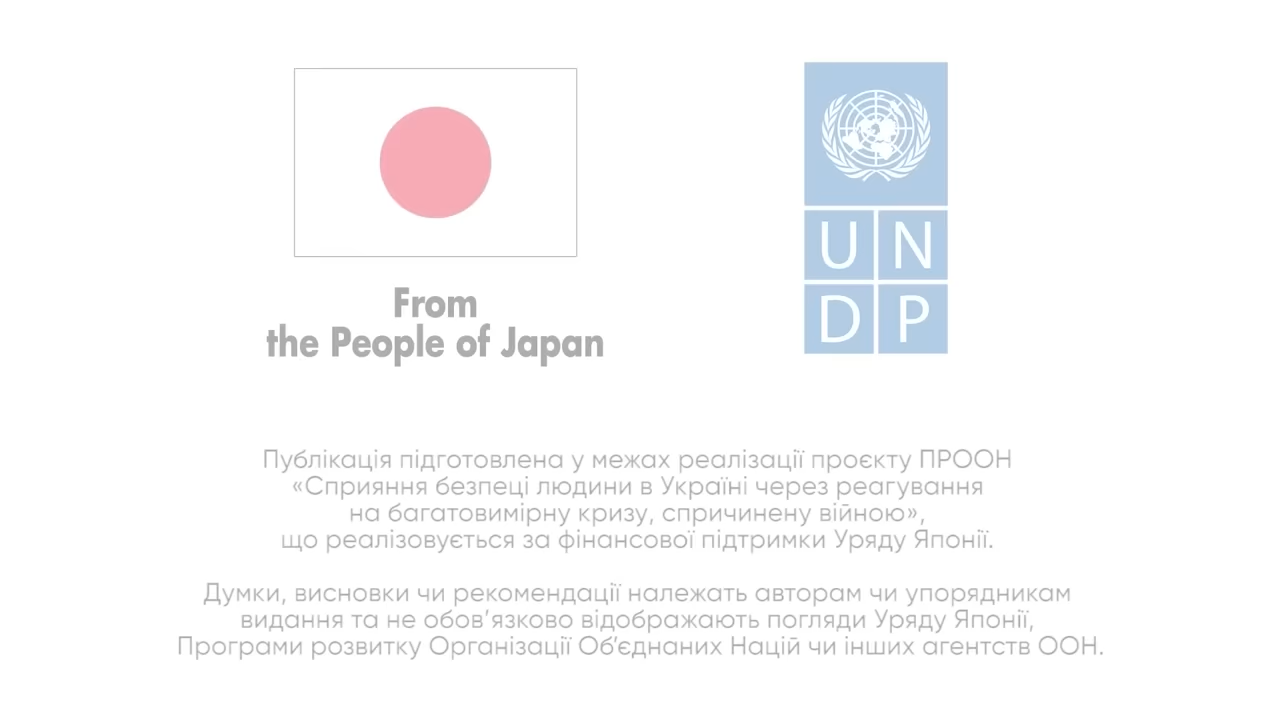 From
the People of Japan
U N
D P
Публікація підготовлена у межах реалізації проєкту ПРООН
«Сприяння безпеці людини в Україні через реагування
на багатовимірну кризу, спричинену війною»,
що реалізовується за фінансової підтримки Уряду Японії.
Думки, висновки чи рекомендації належать авторам чи упорядникам
видання та не обов’язково відображають погляди Уряду Японії,
Програми розвитку Організації Об’єднаних Націй чи інших агентств ООН.